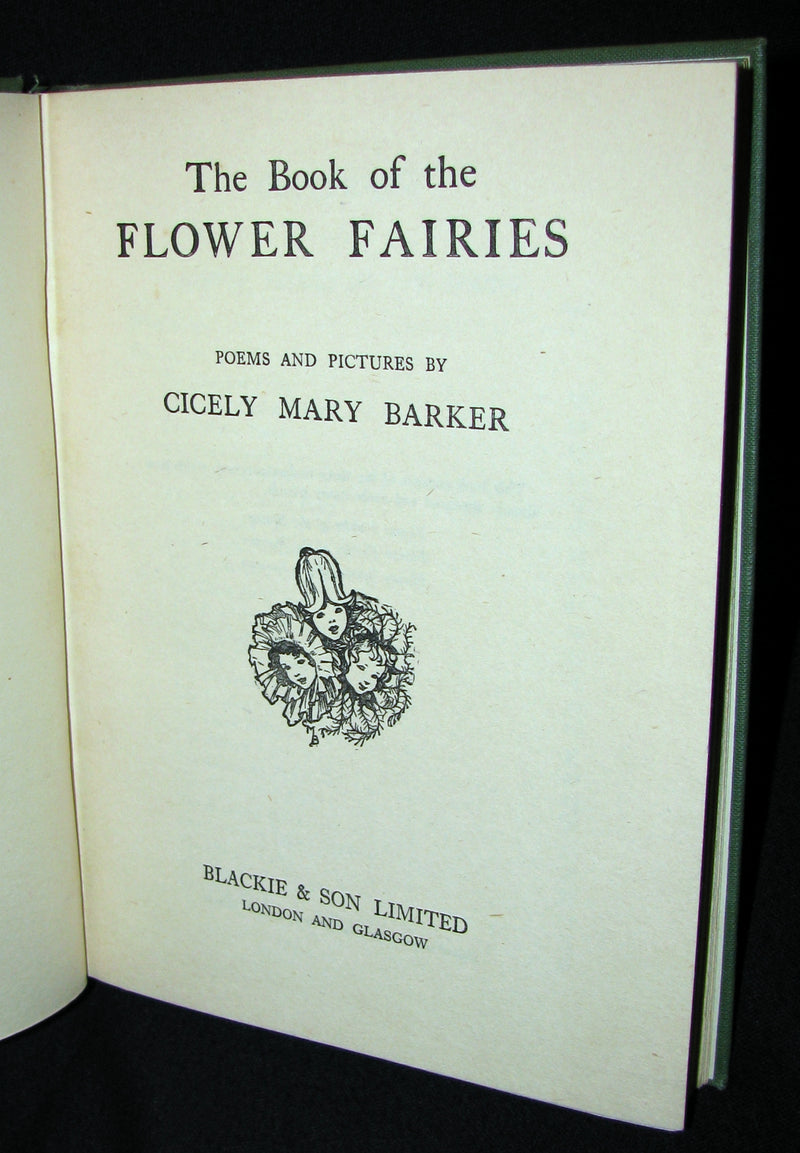 The Book of the
FLOWER FAIRIES
POEMS AND PICTURES BY
CICELY MARY BARKER
BLACKIE & SON LIMITED
LONDON AND GLASGOW